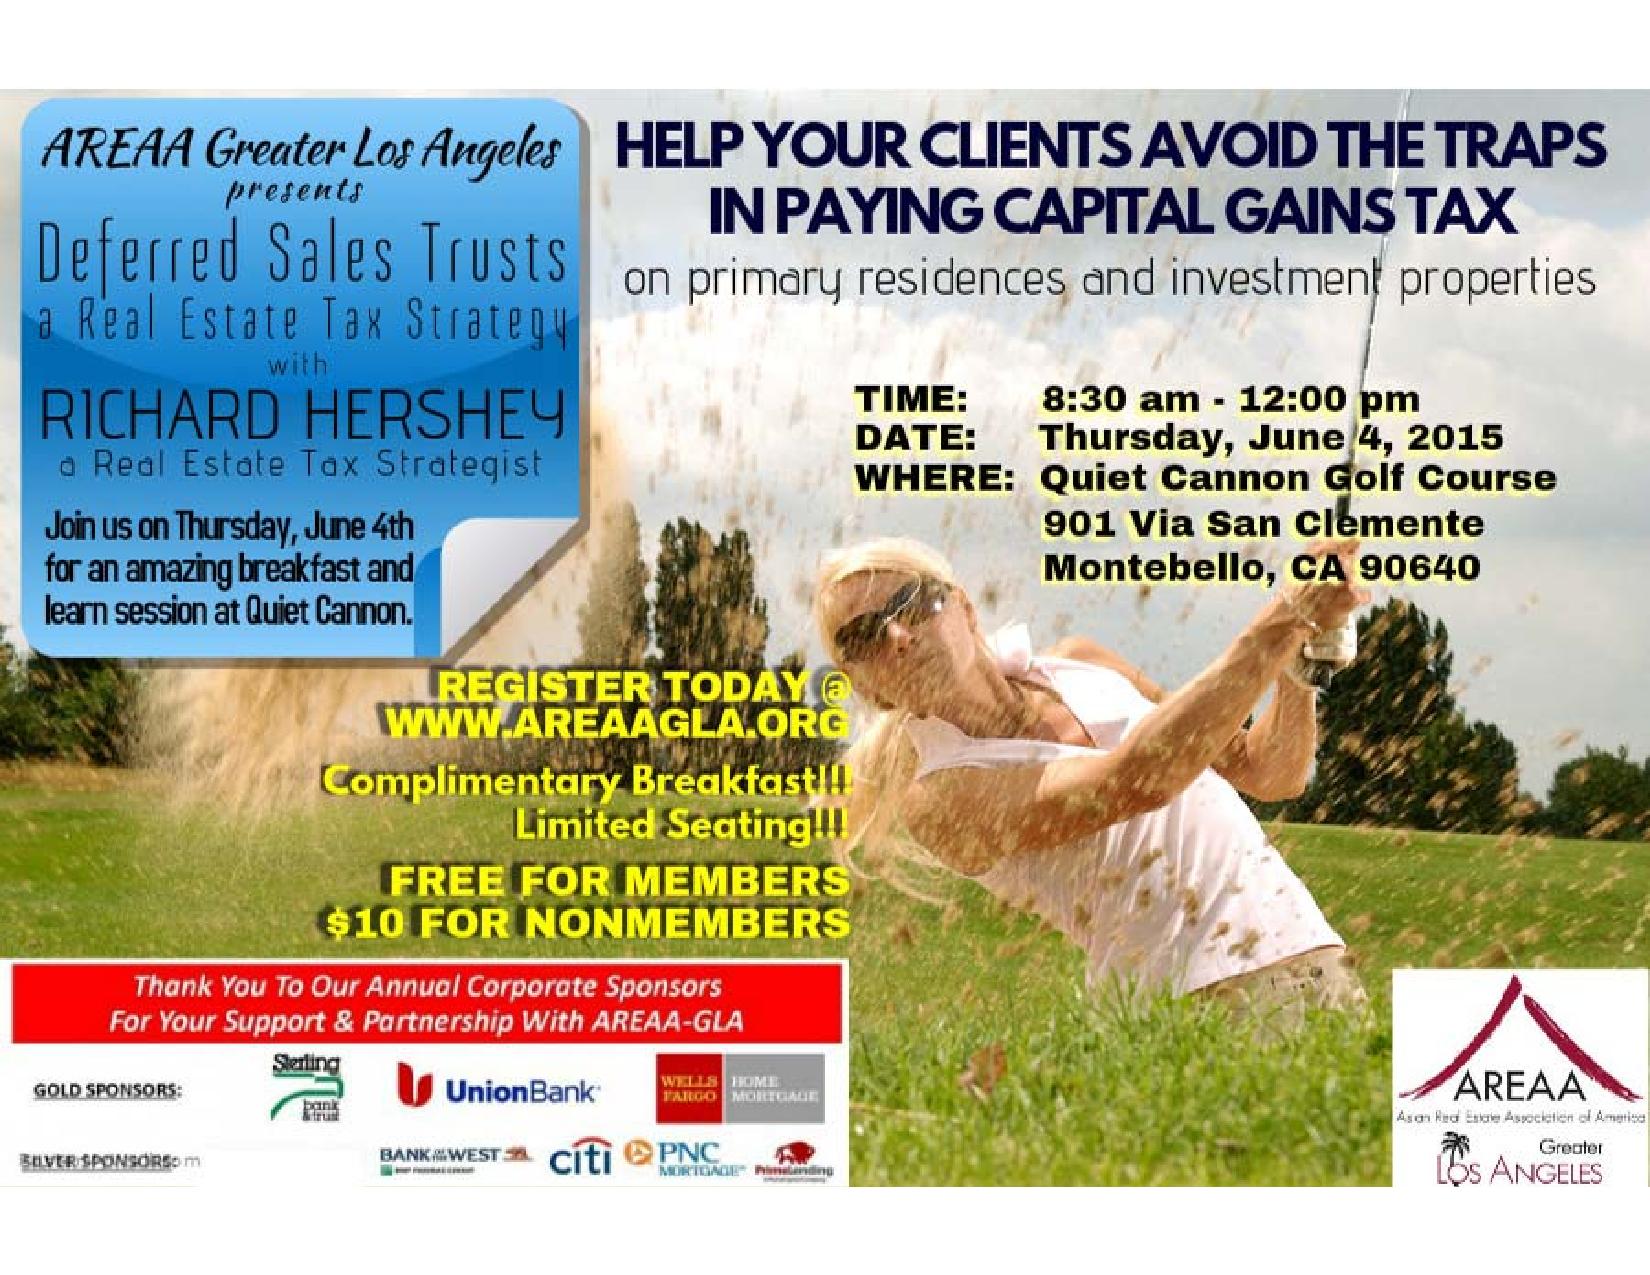 AREAA Greater Los Angeles
presents
Deferred Sales Trusts
a Real Estate Tax Strategy
with
RICHARD HERSHEY
a Real Estate Tax Strategist
Join us on Thursday, June 4th
for an amazing breakfast and
learn session at Quiet Cannon.
HELP YOUR CLIENTS AVOID THE TRAPS
IN PAYING CAPITAL GAINS TAX
on primary residences and investment properties
TIME: 8:30 am - 12:00 pm
DATE: Thursday, June 4, 2015
WHERE: Quiet Cannon Golf Course
901 Via San Clemente
Montebello, CA 90640
REGISTER TODAY @
WWW.AREAAGLA.ORG
Complimentary Breakfast!!!
Limited Seating!!!
FREE FOR MEMBERS
$10 FOR NONMEMBERS
Thank You To Our Annual Corporate Sponsors
For Your Support & Partnership With AREAA-GLA
GOLD SPONSORS:
Sterling
bank
& trust
UnionBank
WELLS FARGO
HOME MORTGAGE
SILVER SPONSORS:
BANK OF THE WEST
citi
PNC
MORTGAGE
PrimeLending
AREAA
Asian Real Estate Association of America
Greater
LOS ANGELES